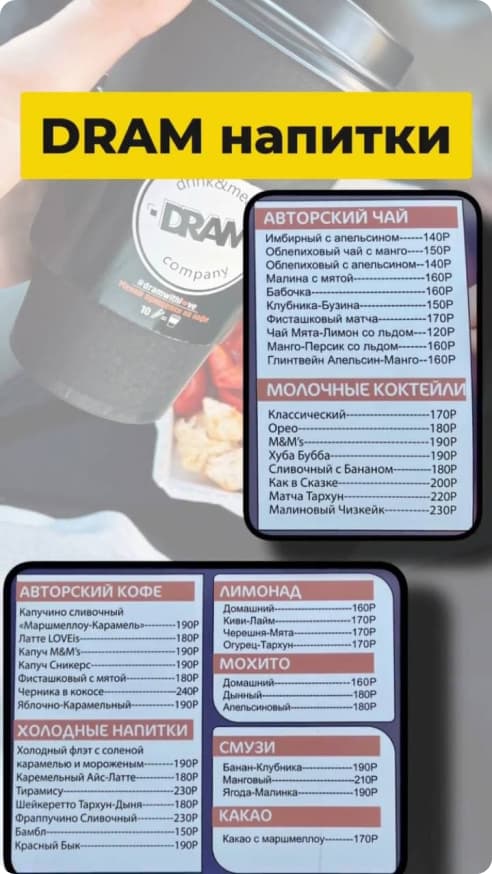 DRAM напитки
drink&me
DRAM
company
#dramwithlove
10
АВТОРСКИЙ ЧАЙ
Имбирный с апельсином------140Р
Облепиховый чай с манго----150Р
Облепиховый с апельсином--140Р
Малина с мятой-----------------160Р
Бабочка---------------------------160Р
Клубника-Бузина---------------150Р
Фисташковый матча-----------170Р
Чай Мята-Лимон со льдом---120Р
Манго-Персик со льдом-------160Р
Глинтвейн Апельсин-Манго--160Р
МОЛОЧНЫЕ КОКТЕЙЛИ
Классический--------------------170Р
Орео--------------------------------180Р
M&M's------------------------------190Р
Хуба Бубба-----------------------190Р
Сливочный с Бананом---------180Р
Как в Сказке---------------------200Р
Матча Тархун--------------------220Р
Малиновый Чизкейк-----------230Р
АВТОРСКИЙ КОФЕ
Капучино сливочный
«Маршмеллоу-Карамель»--------190Р
Латте LOVEis------------------------180Р
Капуч M&M's------------------------190Р
Капуч Сникерс----------------------190Р
Фисташковый с мятой------------180Р
Черника в кокосе------------------240Р
Яблочно-Карамельный-----------190Р
ХОЛОДНЫЕ НАПИТКИ
Холодный флэт с соленой
карамелью и мороженым--------190Р
Каремельный Айс-Латте---------180Р
Тирамису----------------------------230Р
Шейкеретто Тархун-Дыня-------180Р
Фраппучино Сливочный---------230Р
Бамбл--------------------------------150Р
Красный Бык-----------------------190Р
ЛИМОНАД
Домашний-----------------------160Р
Киви-Лайм-----------------------170Р
Черешня-Мята------------------170Р
Огурец-Тархун------------------170Р
МОХИТО
Домашний----------------------160Р
Дынный--------------------------180Р
Апельсиновый------------------180Р
СМУЗИ
Банан-Клубника---------------190Р
Манговый-----------------------210Р
Ягода-Малинка----------------190Р
КАКАО
Какао с маршмеллоу--------170Р